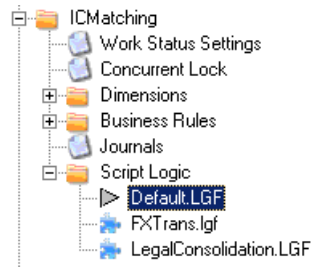 ICMatching
Work Status Settings
Concurrent Lock
Dimensions
Business Rules
Journals
Script Logic
Default.LGF
FXTrans.lgf
LegalConsolidation.LGF